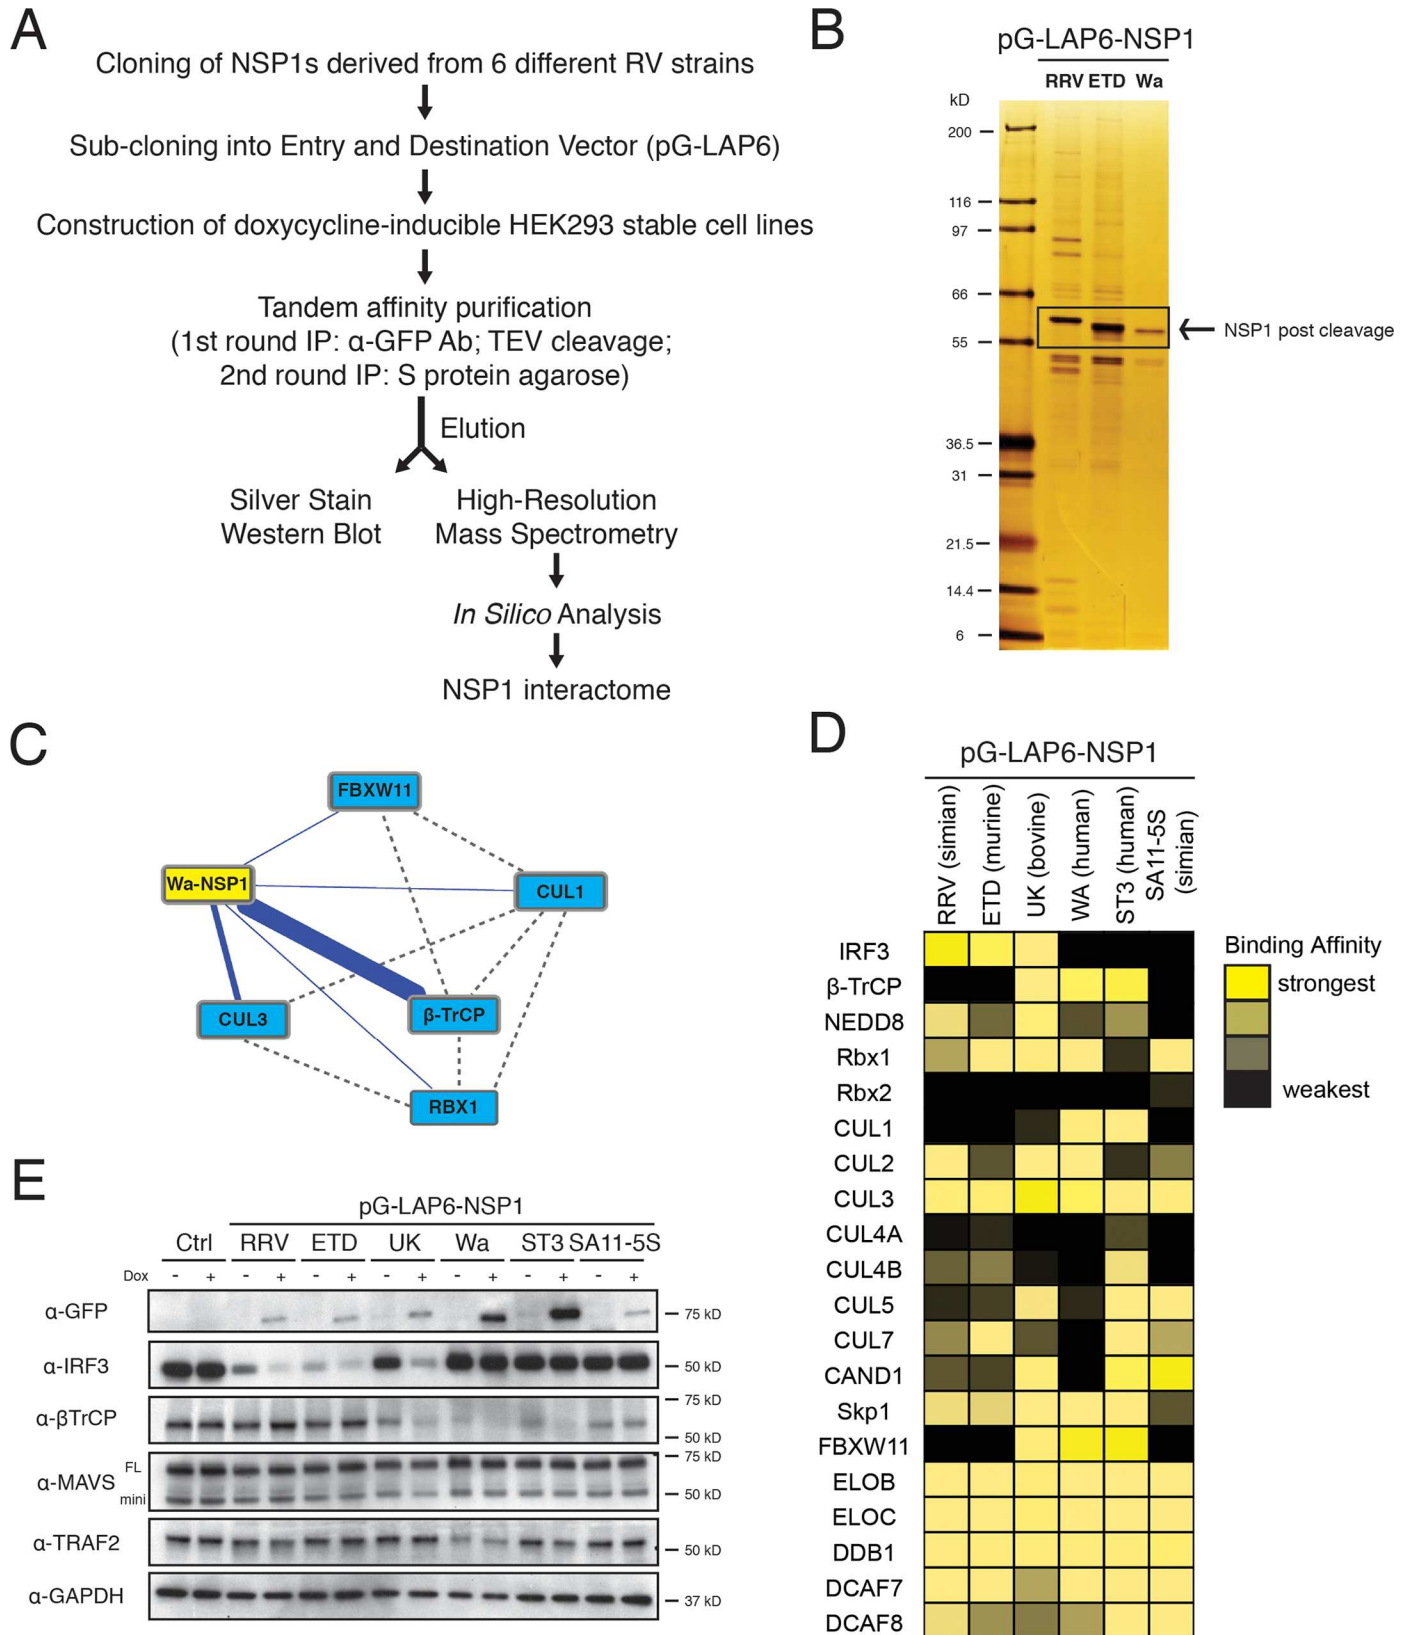 A
Cloning of NSP1s derived from 6 different RV strains
Sub-cloning into Entry and Destination Vector (pG-LAP6)
Construction of doxycycline-inducible HEK293 stable cell lines
Tandem affinity purification
(1st round IP: α-GFP Ab; TEV cleavage;
2nd round IP: S protein agarose)
Elution
Silver Stain
Western Blot
High-Resolution
Mass Spectrometry
In Silico Analysis
NSP1 interactome
B
pG-LAP6-NSP1
RRV ETD Wa
kD
200
116
97
66
55
36.5
31
21.5
14.4
6
NSP1 post cleavage
C
FBXW11
Wa-NSP1
CUL1
CUL3
β-TrCP
RBX1
D
pG-LAP6-NSP1
RRV (simian)
ETD (murine)
UK (bovine)
WA (human)
ST3 (human)
SA11-5S
(simian)
IRF3
β-TrCP
NEDD8
Rbx1
Rbx2
CUL1
CUL2
CUL3
CUL4A
CUL4B
CUL5
CUL7
CAND1
Skp1
FBXW11
ELOB
ELOC
DDB1
DCAF7
DCAF8
Binding Affinity
strongest
weakest
E
pG-LAP6-NSP1
Ctrl RRV ETD UK Wa ST3 SA11-5S
Dox - + - + - + - + - + - + - +
α-GFP 75 kD
α-IRF3 50 kD
α-βTrCP 75 kD
50 kD
α-MAVS FL 75 kD
mini 50 kD
α-TRAF2 50 kD
α-GAPDH 37 kD